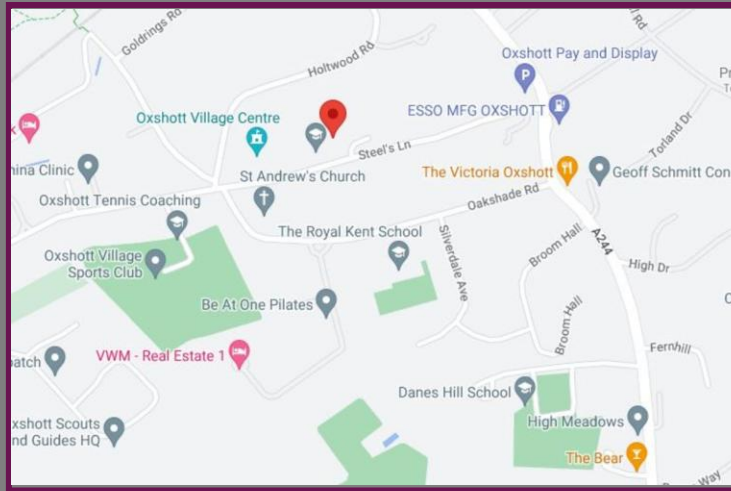 Goldrings Rd
Holtwood Rd
Oxshott Pay and Display
P
Oxshott Village Centre
ESSO MFG OXSHOTT
Torland Dr
Steel's Ln
St Andrew's Church
The Victoria Oxshott
Geoff Schmitt Con
Clinic
Oakshade Rd
Oxshott Tennis Coaching
The Royal Kent School
Silverdale Ave
Broom Hall
A244
Oxshott Village
Sports Club
High Dr
Be At One Pilates
Broom Hall
Fernhill
VWM - Real Estate 1
Danes Hill School
High Meadows
xshott Scouts
nd Guides HQ
The Bear
Way